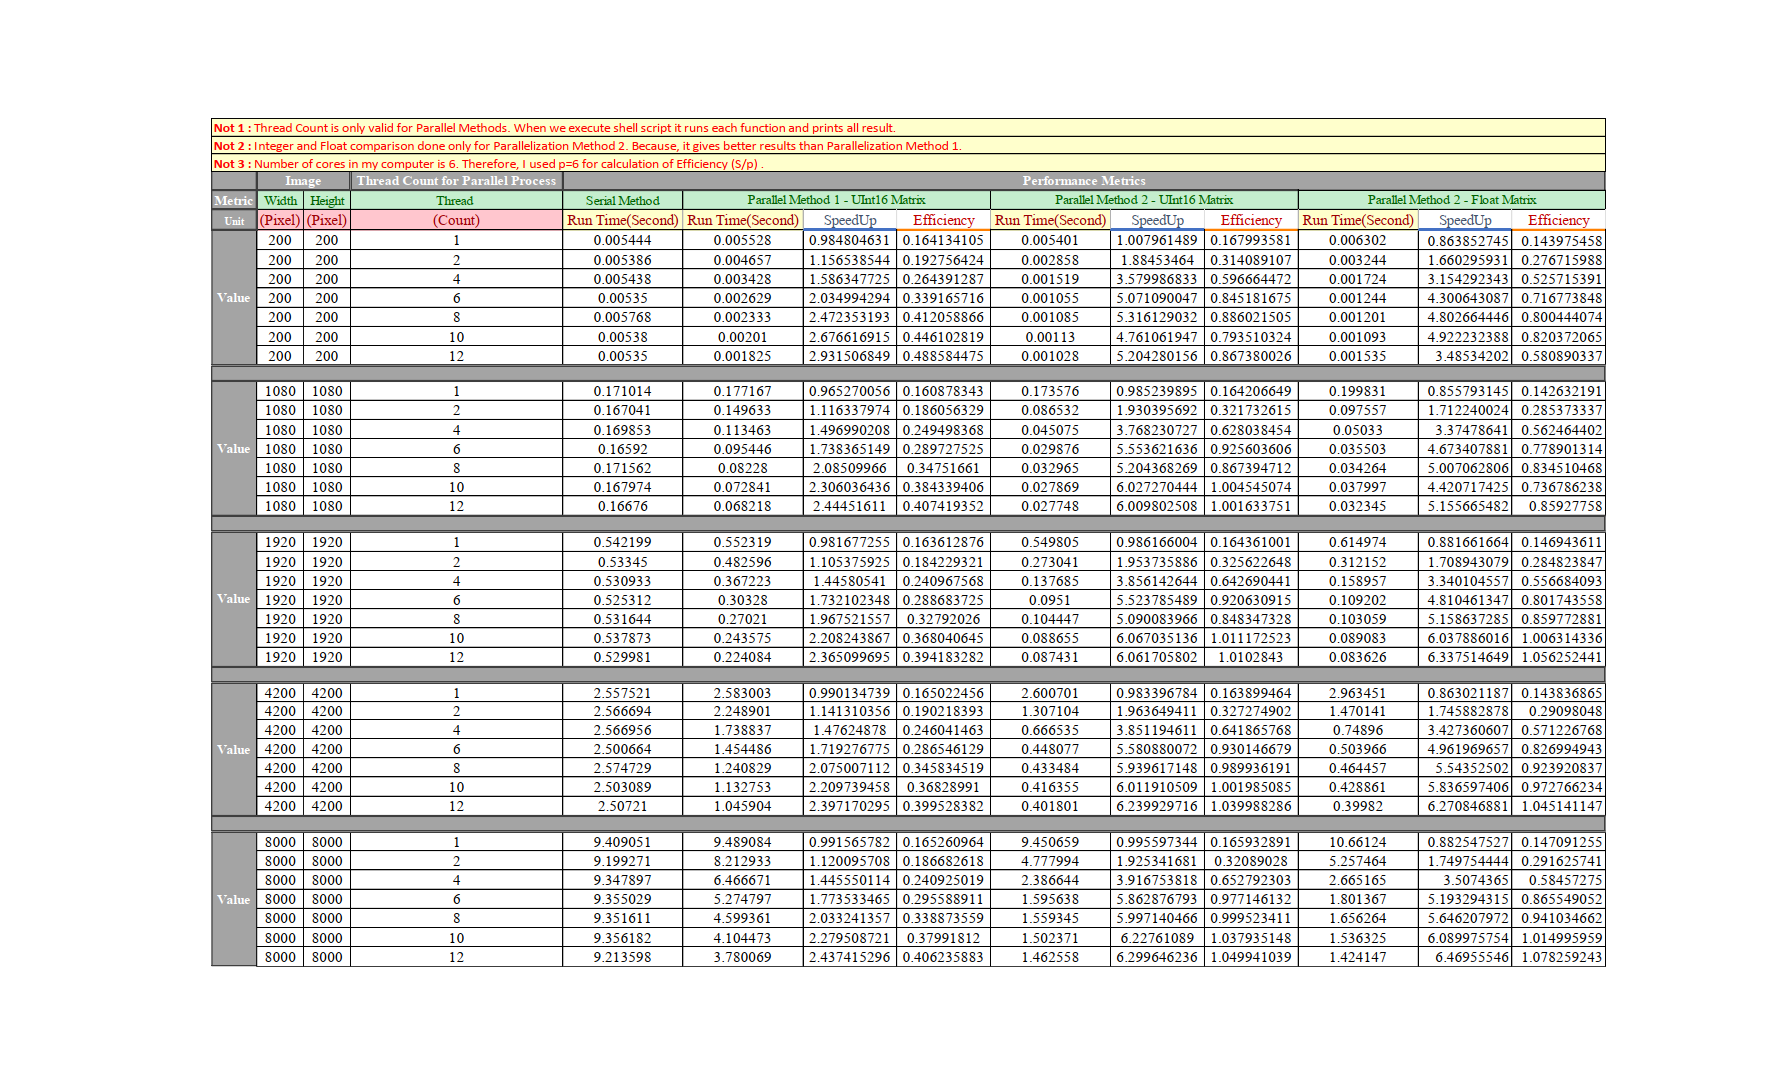 Not 1 : Thread Count is only valid for Parallel Methods. When we execute shell script it runs each function and prints all result.
Not 2 : Integer and Float comparison done only for Parallelization Method 2. Because, it gives better results than Parallelization Method 1.
Not 3 : Number of cores in my computer is 6. Therefore, I used p=6 for calculation of Efficiency (S/p) .
Image Thread Count for Parallel Process Performance Metrics
Metric Width Height Thread Serial Method Parallel Method 1 - UInt16 Matrix Parallel Method 2 - UInt16 Matrix Parallel Method 2 - Float Matrix
Unit (Pixel) (Pixel) (Count) Run Time(Second) Run Time(Second) SpeedUp Efficiency Run Time(Second) SpeedUp Efficiency Run Time(Second) SpeedUp Efficiency
200 200 1 0.005444 0.005528 0.984804631 0.164134105 0.005401 1.007961489 0.167993581 0.006302 0.863852745 0.143975458
200 200 2 0.005386 0.004657 1.156538544 0.192756424 0.002858 1.88453464 0.314089107 0.003244 1.660295931 0.276715988
200 200 4 0.005438 0.003428 1.586347725 0.264391287 0.001519 3.579986833 0.596664472 0.001724 3.154292343 0.525715391
Value 200 200 6 0.00535 0.002629 2.034994294 0.339165716 0.001055 5.071090047 0.845181675 0.001244 4.300643087 0.716773848
200 200 8 0.005768 0.002333 2.472353193 0.412058866 0.001085 5.316129032 0.886021505 0.001201 4.802664446 0.800444074
200 200 10 0.00538 0.00201 2.676616915 0.446102819 0.00113 4.761061947 0.793510324 0.001093 4.922232388 0.820372065
200 200 12 0.00535 0.001825 2.931506849 0.488584475 0.001028 5.204280156 0.867380026 0.001535 3.48534202 0.580890337
1080 1080 1 0.171014 0.177167 0.965270056 0.160878343 0.173576 0.985239895 0.164206649 0.199831 0.855793145 0.142632191
1080 1080 2 0.167041 0.149633 1.116337974 0.186056329 0.086532 1.930395692 0.321732615 0.097557 1.712240024 0.285373337
1080 1080 4 0.169853 0.113463 1.496990208 0.249498368 0.045075 3.768230727 0.628038454 0.05033 3.37478641 0.562464402
Value 1080 1080 6 0.16592 0.095446 1.738365149 0.289727525 0.029876 5.553621636 0.925603606 0.035503 4.673407881 0.778901314
1080 1080 8 0.171562 0.08228 2.08509966 0.34751661 0.032965 5.204368269 0.867394712 0.034264 5.007062806 0.834510468
1080 1080 10 0.167974 0.072841 2.306036436 0.384339406 0.027869 6.027270444 1.004545074 0.037997 4.420717425 0.736786238
1080 1080 12 0.16676 0.068218 2.44451611 0.407419352 0.027748 6.009802508 1.001633751 0.032345 5.155665482 0.85927758
1920 1920 1 0.542199 0.552319 0.981677255 0.163612876 0.549805 0.986166004 0.164361001 0.614974 0.881661664 0.146943611
1920 1920 2 0.53345 0.482596 1.105375925 0.184229321 0.273041 1.953735886 0.325622648 0.312152 1.708943079 0.284823847
1920 1920 4 0.530933 0.367223 1.44580541 0.240967568 0.137685 3.856142644 0.642690441 0.158957 3.340104557 0.556684093
Value 1920 1920 6 0.525312 0.30328 1.732102348 0.288683725 0.0951 5.523785489 0.920630915 0.109202 4.810461347 0.801743558
1920 1920 8 0.531644 0.27021 1.967521557 0.32792026 0.104447 5.090083966 0.848347328 0.103059 5.158637285 0.859772881
1920 1920 10 0.537873 0.243575 2.208243867 0.368040645 0.088655 6.067035136 1.011172523 0.089083 6.037886016 1.006314336
1920 1920 12 0.529981 0.224084 2.365099695 0.394183282 0.087431 6.061705802 1.0102843 0.083626 6.337514649 1.056252441
4200 4200 1 2.557521 2.583003 0.990134739 0.165022456 2.600701 0.983396784 0.163899464 2.963451 0.863021187 0.143836865
4200 4200 2 2.566694 2.248901 1.141310356 0.190218393 1.307104 1.963649411 0.327274902 1.470141 1.745882878 0.29098048
4200 4200 4 2.566956 1.738837 1.47624878 0.246041463 0.666535 3.851194611 0.641865768 0.74896 3.427360607 0.571226768
Value 4200 4200 6 2.500664 1.454486 1.719276775 0.286546129 0.448077 5.580880072 0.930146679 0.503966 4.961969657 0.826994943
4200 4200 8 2.574729 1.240829 2.075007112 0.345834519 0.433484 5.939617148 0.989936191 0.464457 5.54352502 0.923920837
4200 4200 10 2.503089 1.132753 2.209739458 0.36828991 0.416355 6.011910509 1.001985085 0.428861 5.836597406 0.972766234
4200 4200 12 2.50721 1.045904 2.397170295 0.399528382 0.401801 6.239929716 1.039988286 0.39982 6.270846881 1.045141147
8000 8000 1 9.409051 9.489084 0.991565782 0.165260964 9.450659 0.995597344 0.165932891 10.66124 0.882547527 0.147091255
8000 8000 2 9.199271 8.212933 1.120095708 0.186682618 4.777994 1.925341681 0.32089028 5.257464 1.749754444 0.291625741
8000 8000 4 9.347897 6.466671 1.445550114 0.240925019 2.386644 3.916753818 0.652792303 2.665165 3.5074365 0.58457275
Value 8000 8000 6 9.355029 5.274797 1.773533465 0.295588911 1.595638 5.862876793 0.977146132 1.801367 5.193294315 0.865549052
8000 8000 8 9.351611 4.599361 2.033241357 0.338873559 1.559345 5.997140466 0.999523411 1.656264 5.646207972 0.941034662
8000 8000 10 9.356182 4.104473 2.279508721 0.37991812 1.502371 6.22761089 1.037935148 1.536325 6.089975754 1.014995959
8000 8000 12 9.213598 3.780069 2.437415296 0.406235883 1.462558 6.299646236 1.049941039 1.424147 6.46955546 1.078259243